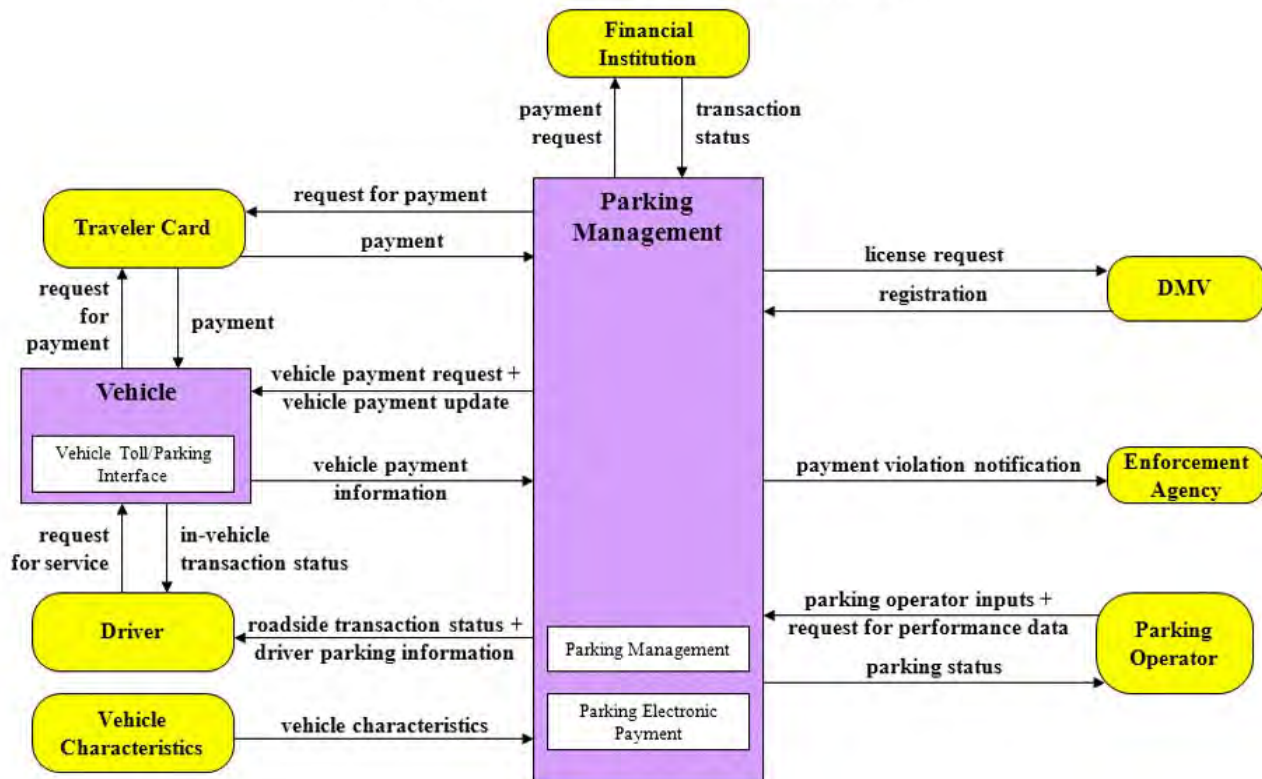 Financial
Institution
payment
request
transaction
status
Parking
Management
request for payment
Traveler Card
payment
license request
DMV
registration
request
for
payment
payment
Vehicle
vehicle payment request +
vehicle payment update
Vehicle Toll/Parking
Interface
vehicle payment
information
payment violation notification
Enforcement
Agency
request
for service
in-vehicle
transaction status
parking operator inputs +
request for performance data
Parking
Operator
Driver
roadside transaction status +
driver parking information
Parking Management
parking status
Vehicle
Characteristics
vehicle characteristics
Parking Electronic
Payment